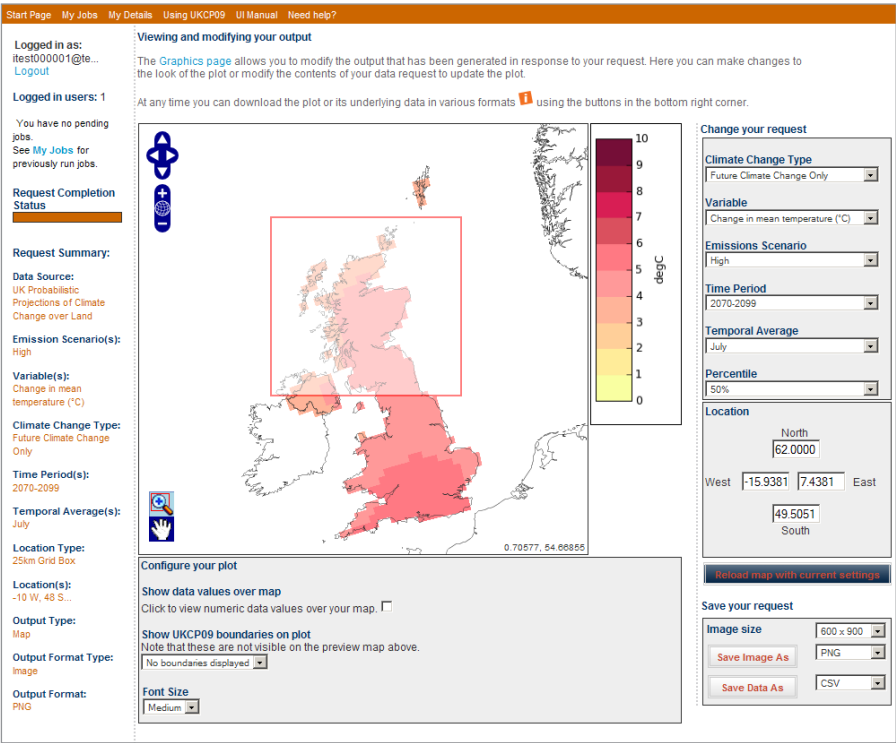 Start Page My Jobs My Details Using UKCP09 UI Manual Need help?
Logged in as:
itest000001@te...
Logout
Logged in users: 1
You have no pending
jobs.
See My Jobs for
previously run jobs.
Request Completion
Status
Request Summary:
Data Source:
UK Probabilistic
Projections of Climate
Change over Land
Emission Scenario(s):
High
Variable(s):
Change in mean
temperature (°C)
Climate Change Type:
Future Climate Change
Only
Time Period(s):
2070-2099
Temporal Average(s):
July
Location Type:
25km Grid Box
Location(s):
-10 W, 48 S...
Output Type:
Map
Output Format Type:
Image
Output Format:
PNG
Viewing and modifying your output
The Graphics page allows you to modify the output that has been generated in response to your request. Here you can make changes to
the look of the plot or modify the contents of your data request to update the plot.
At any time you can download the plot or its underlying data in various formats i using the buttons in the bottom right corner.
10
9
8
7
6
5
4
3
2
1
0
degC
0.70577, 54.66855
Configure your plot
Show data values over map
Click to view numeric data values over your map.
Show UKCP09 boundaries on plot
Note that these are not visible on the preview map above.
No boundaries displayed
Font Size
Medium
Change your request
Climate Change Type
Future Climate Change Only
Variable
Change in mean temperature (°C)
Emissions Scenario
High
Time Period
2070-2099
Temporal Average
July
Percentile
50%
Location
North
62.0000
West -15.9381 7.4381 East
49.5051
South
Reload map with current settings
Save your request
Image size 600 x 900
Save Image As PNG
Save Data As CSV